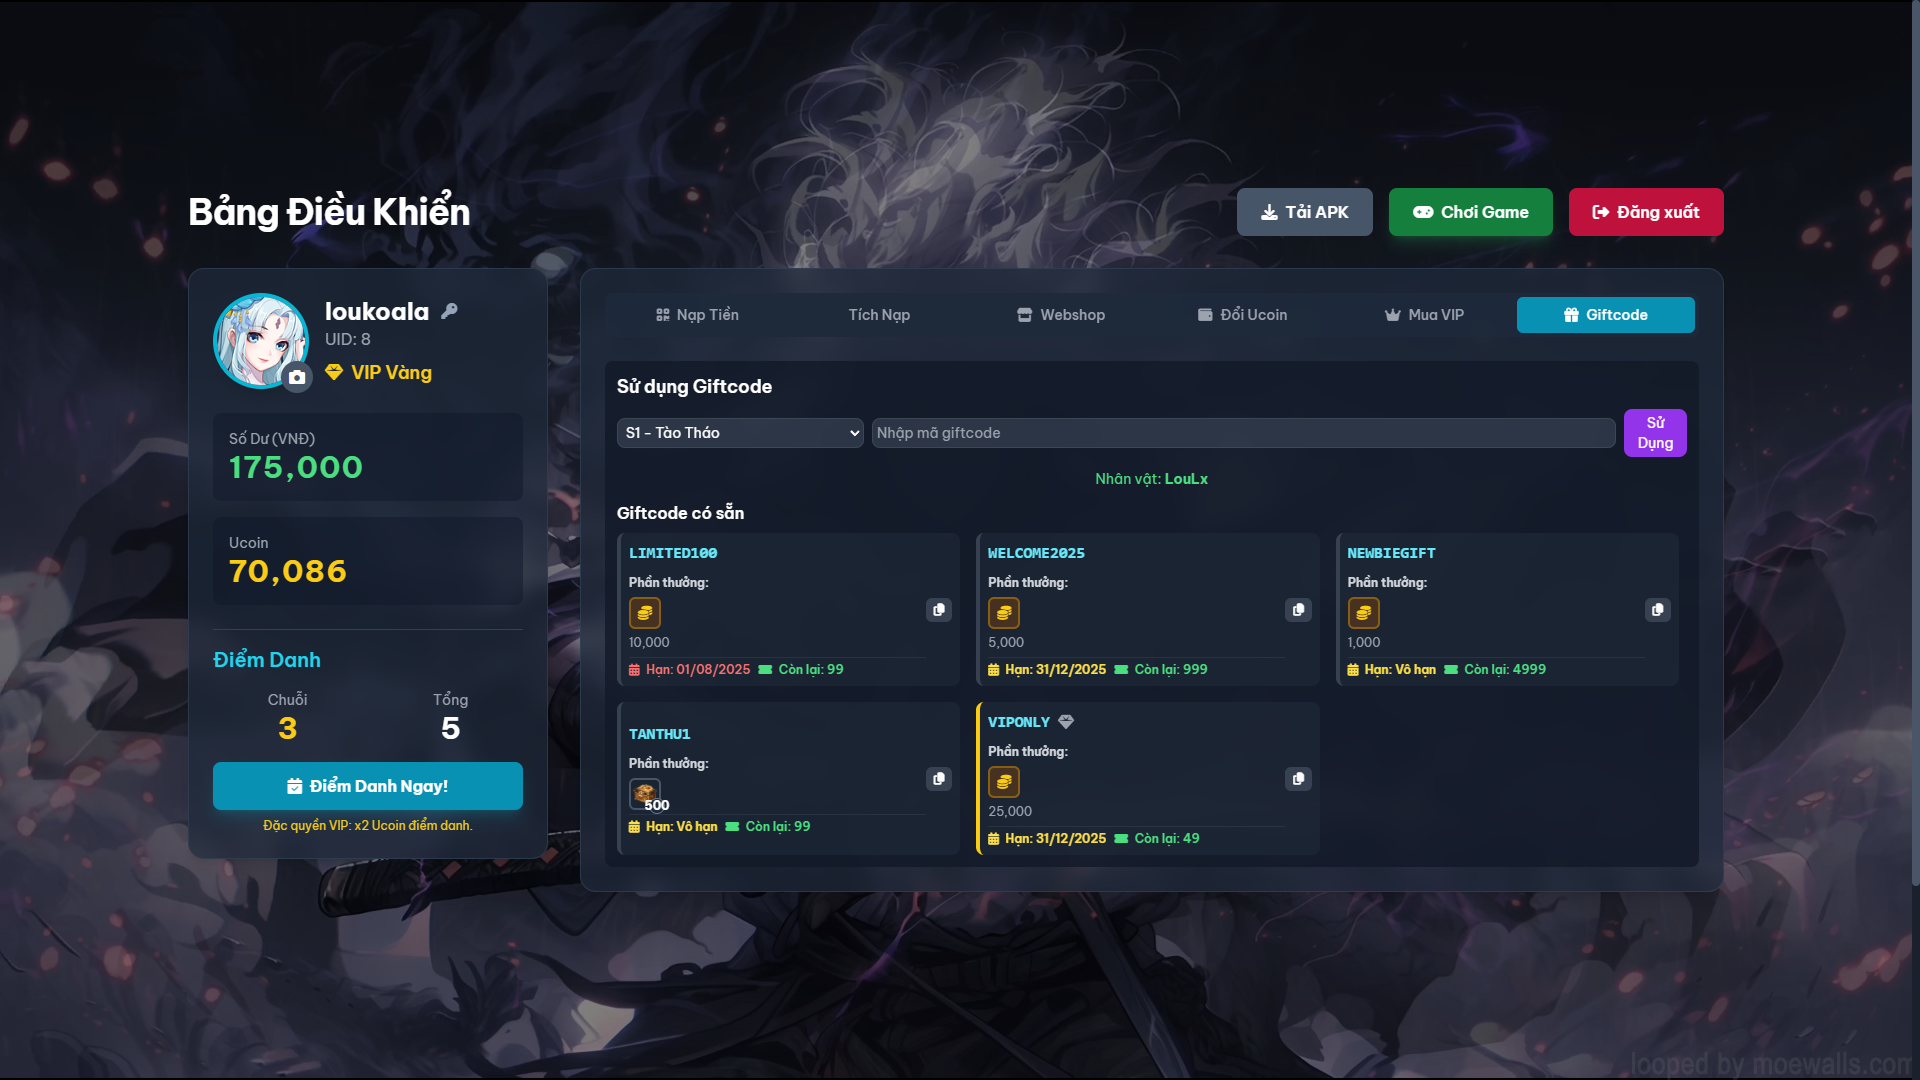 Bảng Điều Khiển
Tải APK
Chơi Game
Đăng xuất
loukoala
UID: 8
VIP Vàng
Số Dư (VNĐ)
175,000
Ucoin
70,086
Điểm Danh
Chuỗi
Tổng
3
5
Điểm Danh Ngay!
Đặc quyền VIP: x2 Ucoin điểm danh.
Nạp Tiền
Tích Nạp
Webshop
Đổi Ucoin
Mua VIP
Giftcode
Sử dụng Giftcode
S1 - Tào Tháo
Nhập mã giftcode
Sử
Dụng
Nhân vật: LouLx
Giftcode có sẵn
LIMITED100
Phần thưởng:
10,000
Hạn: 01/08/2025 Còn lại: 99
WELCOME2025
Phần thưởng:
5,000
Hạn: 31/12/2025 Còn lại: 999
NEWBIEGIFT
Phần thưởng:
1,000
Hạn: Vô hạn Còn lại: 4999
TANTHU1
Phần thưởng:
500
Hạn: Vô hạn Còn lại: 99
VIPONLY
Phần thưởng:
25,000
Hạn: 31/12/2025 Còn lại: 49
looped by moewalls.com